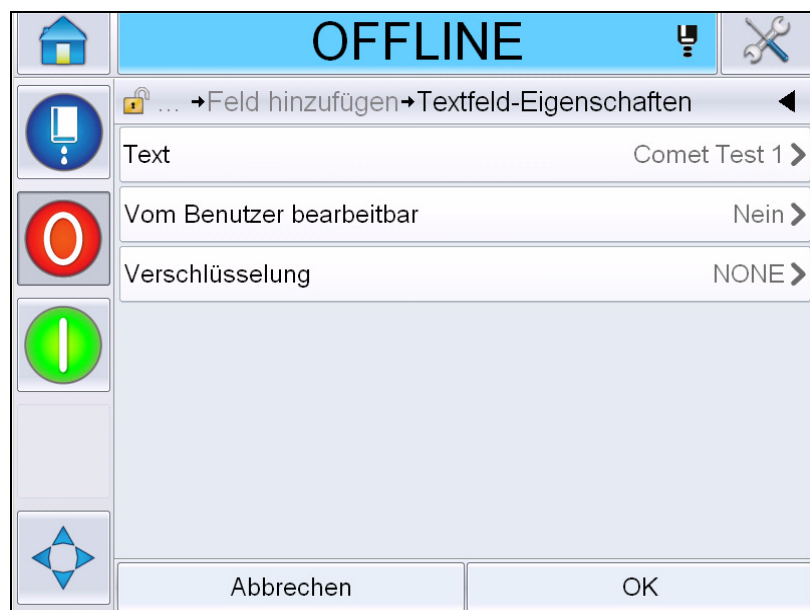 OFFLINE
... →Feld hinzufügen→Textfeld-Eigenschaften
Text Comet Test 1
Vom Benutzer bearbeitbar Nein
Verschlüsselung NONE
Abbrechen OK